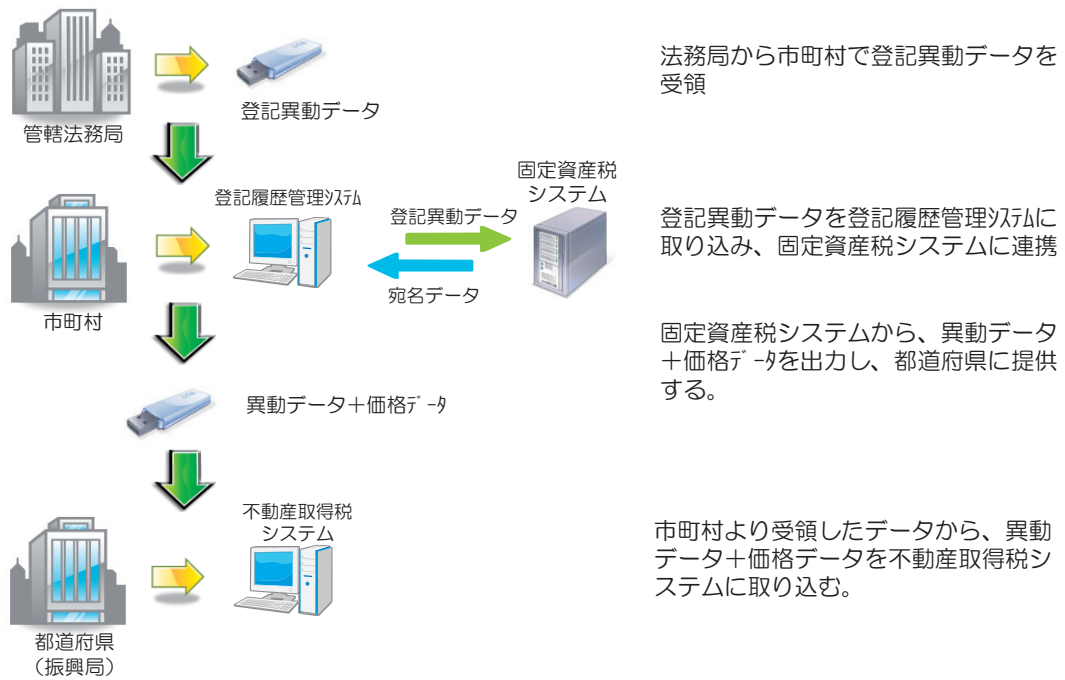 法務局から市町村で登記異動データを
受領
登記異動データ
管轄法務局
固定資産税
システム
登記履歴管理ｼｽﾃﾑ
登記異動データ
宛名データ
登記異動データを登記履歴管理ｼｽﾃﾑに
取り込み、固定資産税システムに連携
市町村
固定資産税システムから、異動データ
＋価格ﾃﾞｰﾀを出力し、都道府県に提供
する。
異動データ＋価格ﾃﾞｰﾀ
不動産取得税
システム
市町村より受領したデータから、異動
データ＋価格データを不動産取得税シ
ステムに取り込む。
都道府県
（振興局）